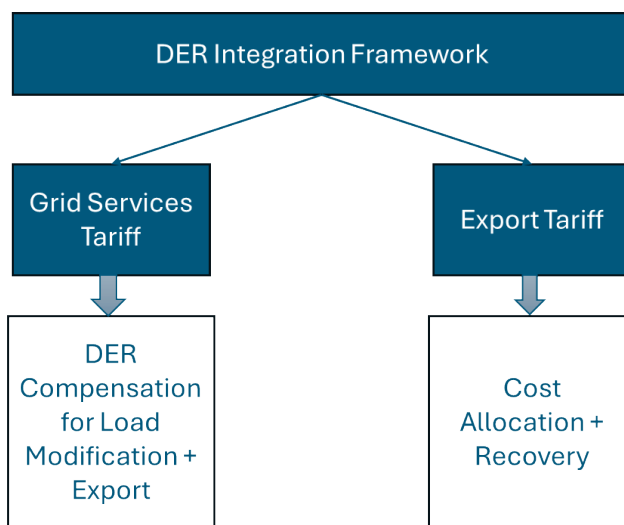 DER Integration Framework
Grid Services
Tariff
Export Tariff
DER
Compensation
for Load
Modification +
Export
Cost
Allocation +
Recovery